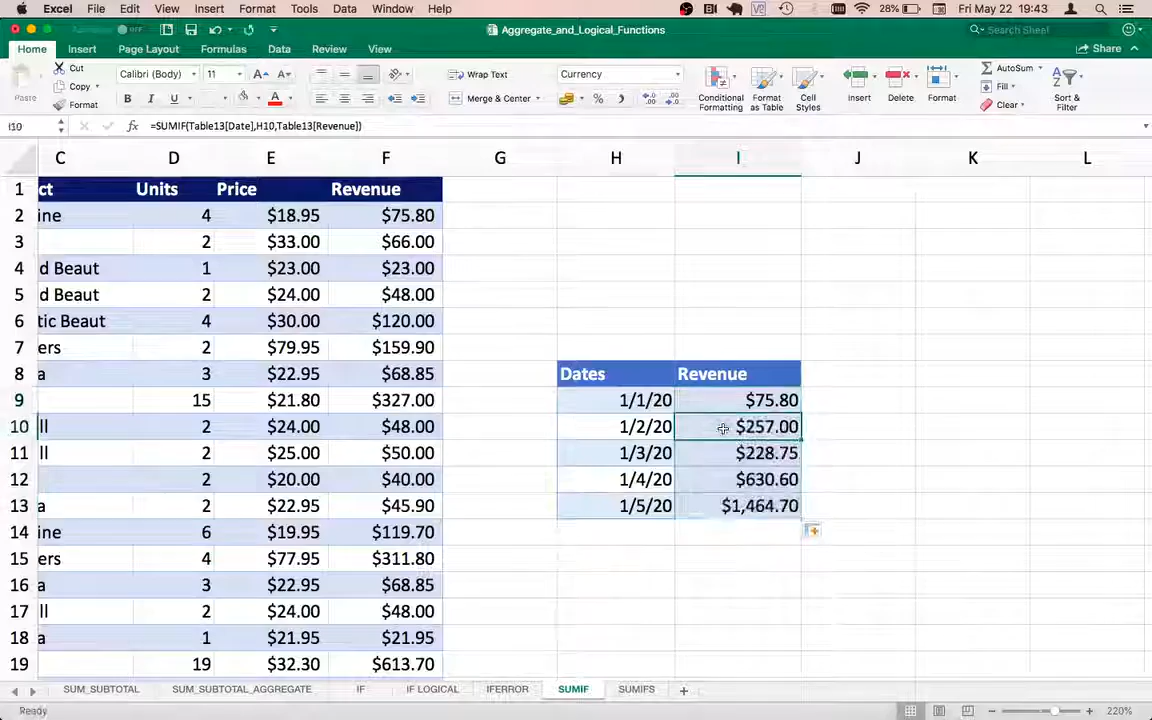 Excel File Edit View Insert Format Tools Data Window Help 28% Fri May 22 19:43
Aggregate_and_Logical_Functions Search Sheet
Home Insert Page Layout Formulas Data Review View Share
Paste Cut Copy Format Calibri (Body) 11 Wrap Text Merge & Center Currency Conditional Formatting Format as Table Cell Styles Insert Delete Format AutoSum Fill Clear Sort & Filter
I10 fx =SUMIF(Table13[Date],H10,Table13[Revenue])
C D E F G H I J K L
1 ct Units Price Revenue
2 ine 4 $18.95 $75.80
3 2 $33.00 $66.00
4 d Beaut 1 $23.00 $23.00
5 d Beaut 2 $24.00 $48.00
6 tic Beaut 4 $30.00 $120.00
7 ers 2 $79.95 $159.90
8 a 3 $22.95 $68.85 Dates Revenue
9 15 $21.80 $327.00 1/1/20 $75.80
10 ll 2 $24.00 $48.00 1/2/20 $257.00
11 ll 2 $25.00 $50.00 1/3/20 $228.75
12 2 $20.00 $40.00 1/4/20 $630.60
13 a 2 $22.95 $45.90 1/5/20 $1,464.70
14 ine 6 $19.95 $119.70
15 ers 4 $77.95 $311.80
16 a 3 $22.95 $68.85
17 ll 2 $24.00 $48.00
18 a 1 $21.95 $21.95
19 19 $32.30 $613.70
SUM_SUBTOTAL SUM_SUBTOTAL_AGGREGATE IF IF LOGICAL IFERROR SUMIF SUMIFS
Ready 220%